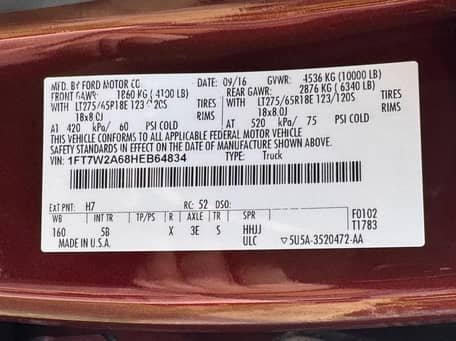 MFD. BY FORD MOTOR CO. DATE: 09/16 GVWR: 4536 KG (10000 LB)
FRONT GAWR: 1860 KG (4100 LB) REAR GAWR: 2876 KG (6340 LB)
WITH LT275/65R18E 123/120S TIRES WITH LT275/65R18E 123/120S TIRES
18x8.0J RIMS 18x8.0J RIMS
A1 420 kPa/ 60 PSI COLD AT 520 kPa/ 75 PSI COLD
THIS VEHICLE CONFORMS TO ALL APPLICABLE FEDERAL MOTOR VEHICLE
SAFETY STANDARDS IN EFFECT ON THE DATE OF MANUFACTURE SHOWN ABOVE.
VIN: 1FT7W2A68HEB64834 TYPE: Truck
EXT PNT: H7 RC: 52 DSO:
WB INT TR TP/PS R AXLE TR SPR F0102
160 5B X 3E S HHJJ T1783
MADE IN U.S.A. ULC 5U5A-3520472-AA